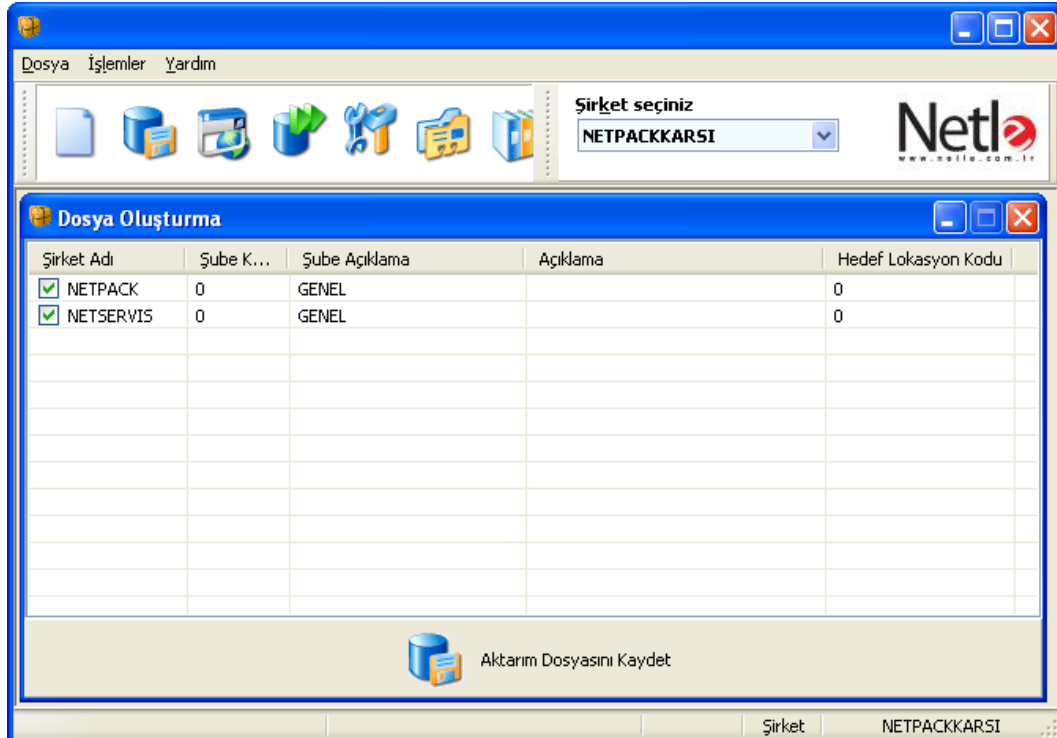 Dosya İşlemler Yardım
Şirket seçiniz
NETPACKKARSI
Netle
www.netle.com.tr
Dosya Oluşturma
Şirket Adı Şube K... Şube Açıklama Açıklama Hedef Lokasyon Kodu
NETPACK 0 GENEL 0
NETSERVIS 0 GENEL 0
Aktarım Dosyasını Kaydet
Şirket NETPACKKARSI